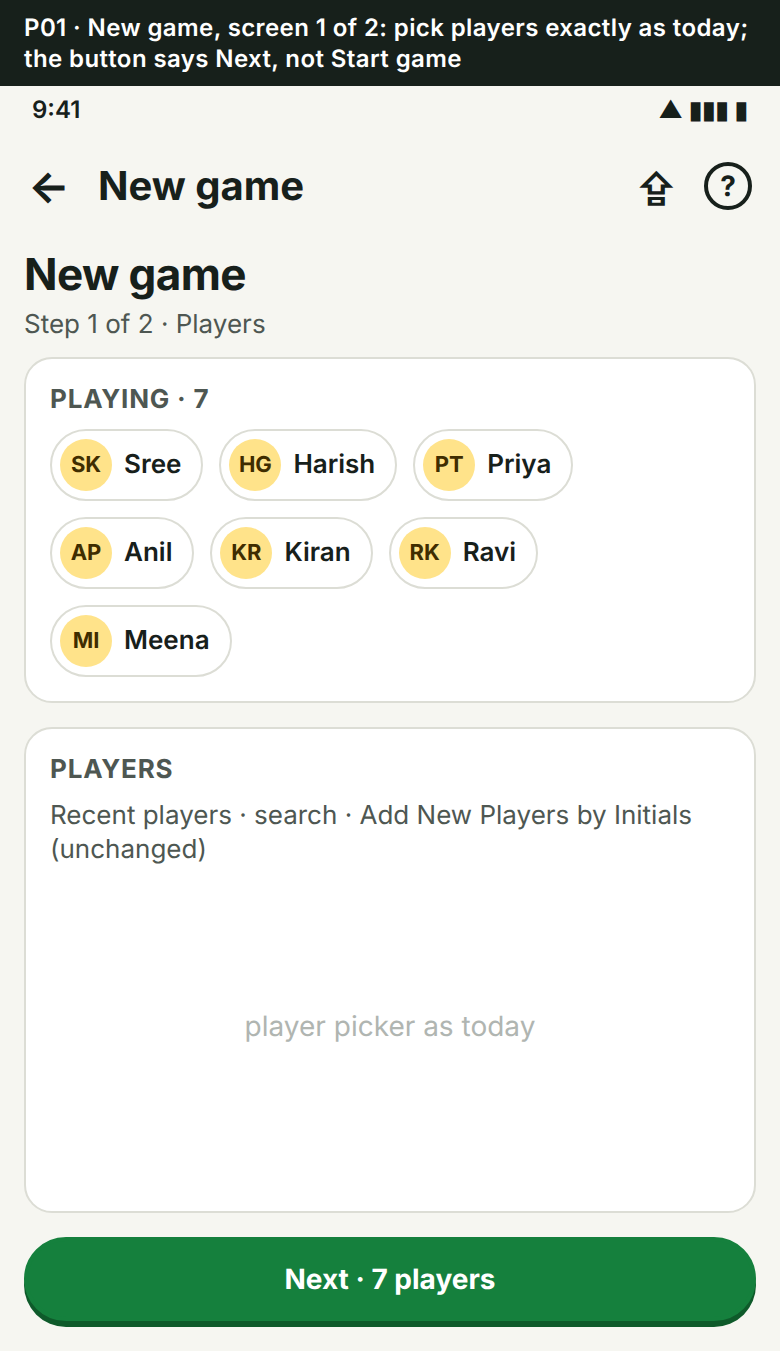 P01 · New game, screen 1 of 2: pick players exactly as today;
the button says Next, not Start game
9:41
New game
?
New game
Step 1 of 2 · Players
PLAYING · 7
SK Sree HG Harish PT Priya
AP Anil KR Kiran RK Ravi
MI Meena
PLAYERS
Recent players · search · Add New Players by Initials
(unchanged)
player picker as today
Next · 7 players